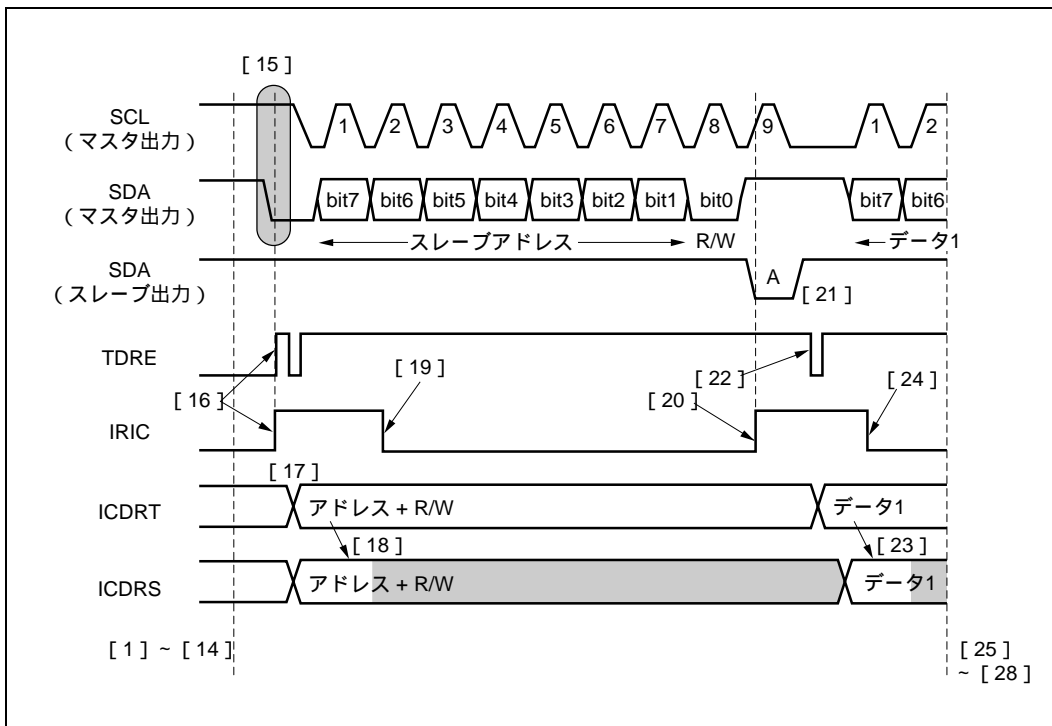 [ 15 ]
SCL
（マスタ出力）
1 2 3 4 5 6 7 8 9 1 2
SDA
（マスタ出力）
bit7 bit6 bit5 bit4 bit3 bit2 bit1 bit0 bit7 bit6
スレーブアドレス R/W データ1
SDA
（スレーブ出力）
A
[ 21 ]
TDRE
[ 16 ]
[ 19 ]
[ 22 ]
[ 20 ]
[ 24 ]
IRIC
[ 17 ]
ICDRT
アドレス + R/W データ1
[ 18 ] [ 23 ]
ICDRS
アドレス + R/W データ1
[ 1 ] ~ [ 14 ]
[ 25 ]
~ [ 28 ]